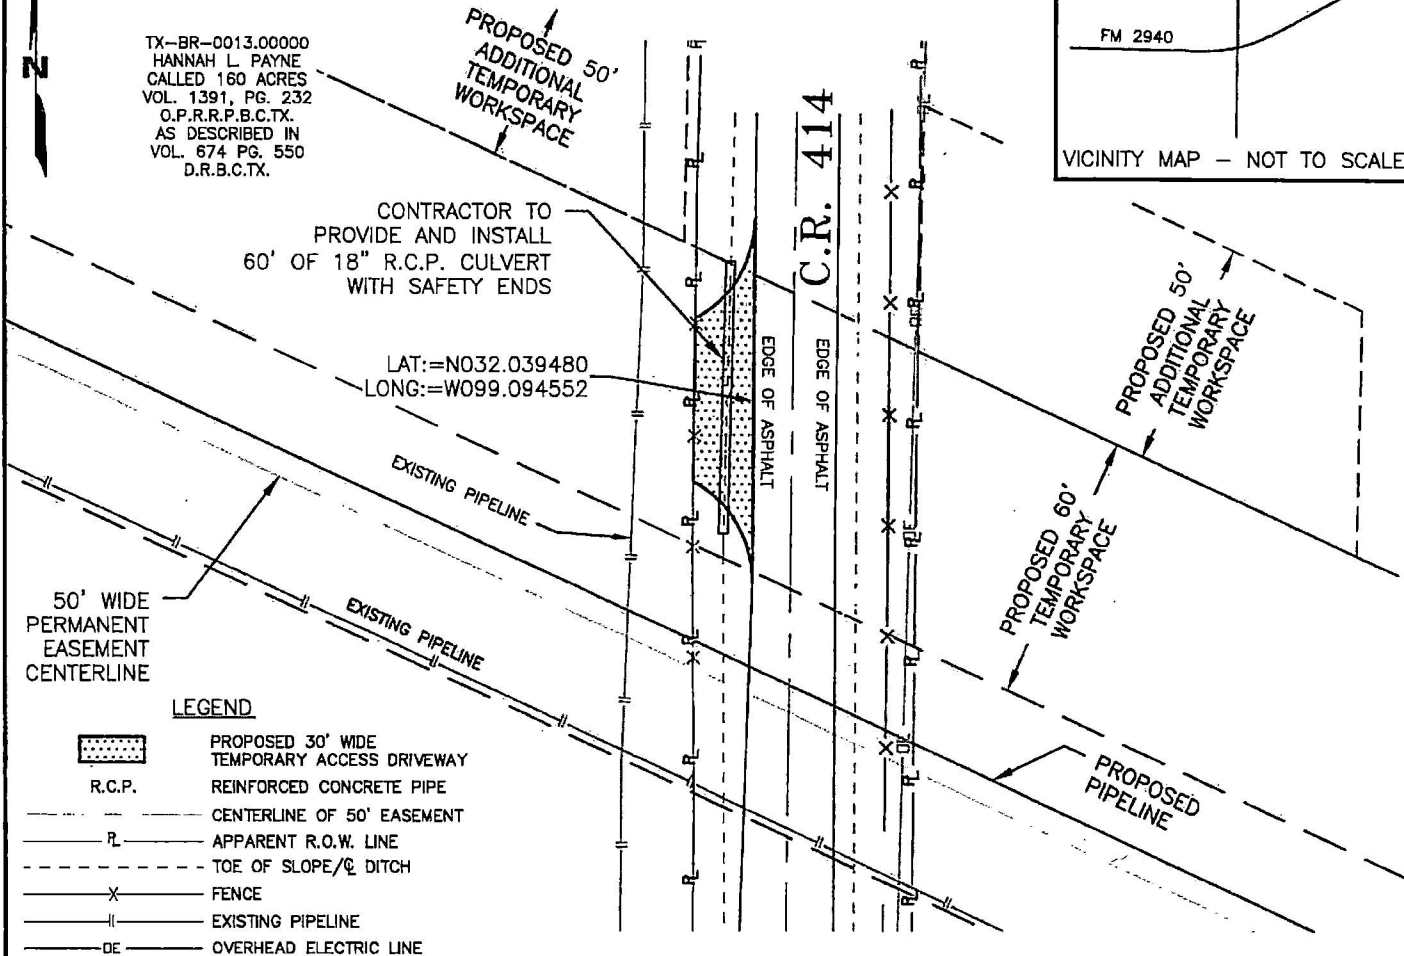 N
TX-BR-0013.00000
HANNAH L. PAYNE
CALLED 160 ACRES
VOL. 1391, PG. 232
O.P.R.R.P.B.C.TX.
AS DESCRIBED IN
VOL. 674 PG. 550
D.R.B.C.TX.
PROPOSED 50'
ADDITIONAL
TEMPORARY
WORKSPACE
C.R. 414
FM 2940
VICINITY MAP - NOT TO SCALE
CONTRACTOR TO
PROVIDE AND INSTALL
60' OF 18" R.C.P. CULVERT
WITH SAFETY ENDS
LAT:=N032.039480
LONG:=W099.094552
EDGE OF ASPHALT
EDGE OF ASPHALT
PROPOSED 50'
ADDITIONAL
TEMPORARY
WORKSPACE
EXISTING PIPELINE
PROPOSED 60'
TEMPORARY
WORKSPACE
50' WIDE
PERMANENT
EASEMENT
CENTERLINE
EXISTING PIPELINE
PROPOSED
PIPELINE
LEGEND
PROPOSED 30' WIDE
TEMPORARY ACCESS DRIVEWAY
R.C.P. REINFORCED CONCRETE PIPE
CENTERLINE OF 50' EASEMENT
PL APPARENT R.O.W. LINE
TOE OF SLOPE/CL DITCH
X FENCE
EXISTING PIPELINE
OE OVERHEAD ELECTRIC LINE